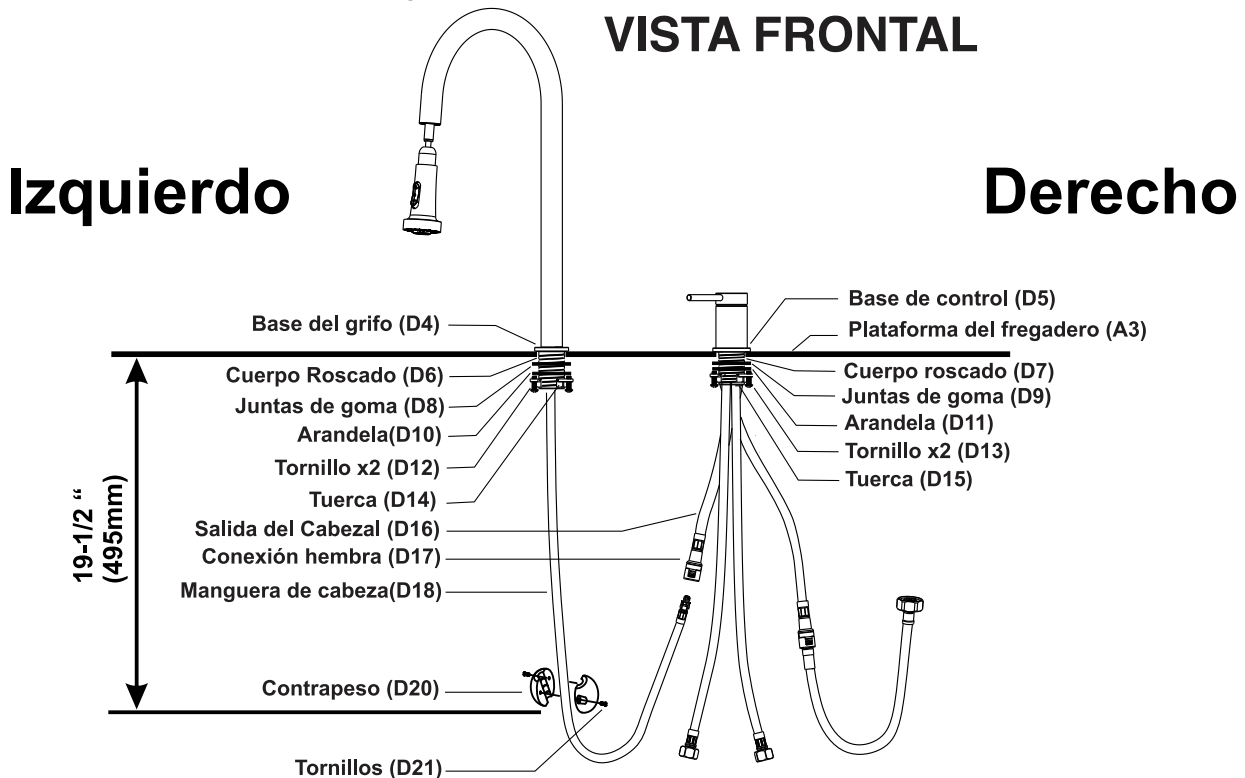 VISTA FRONTAL
Izquierdo
Derecho
Base del grifo (D4)
Cuerpo Roscado (D6)
Juntas de goma (D8)
Arandela(D10)
Tornillo x2 (D12)
Tuerca (D14)
Salida del Cabezal (D16)
Conexión hembra (D17)
Manguera de cabeza(D18)
Contrapeso (D20)
Tornillos (D21)
Base de control (D5)
Plataforma del fregadero (A3)
Cuerpo roscado (D7)
Juntas de goma (D9)
Arandela (D11)
Tornillo x2 (D13)
Tuerca (D15)
19-1/2 “
(495mm)